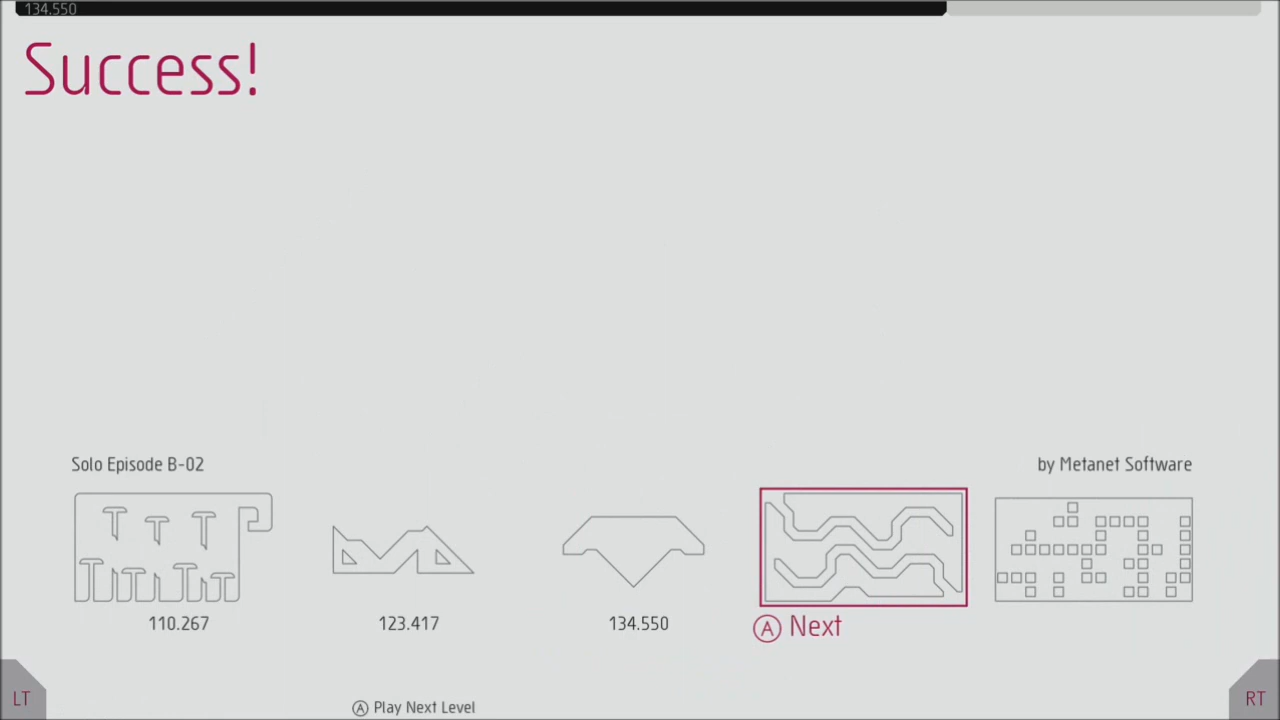 134.550
Success!
Solo Episode B-02
by Metanet Software
110.267
123.417
134.550
A Next
LT
RT
A Play Next Level